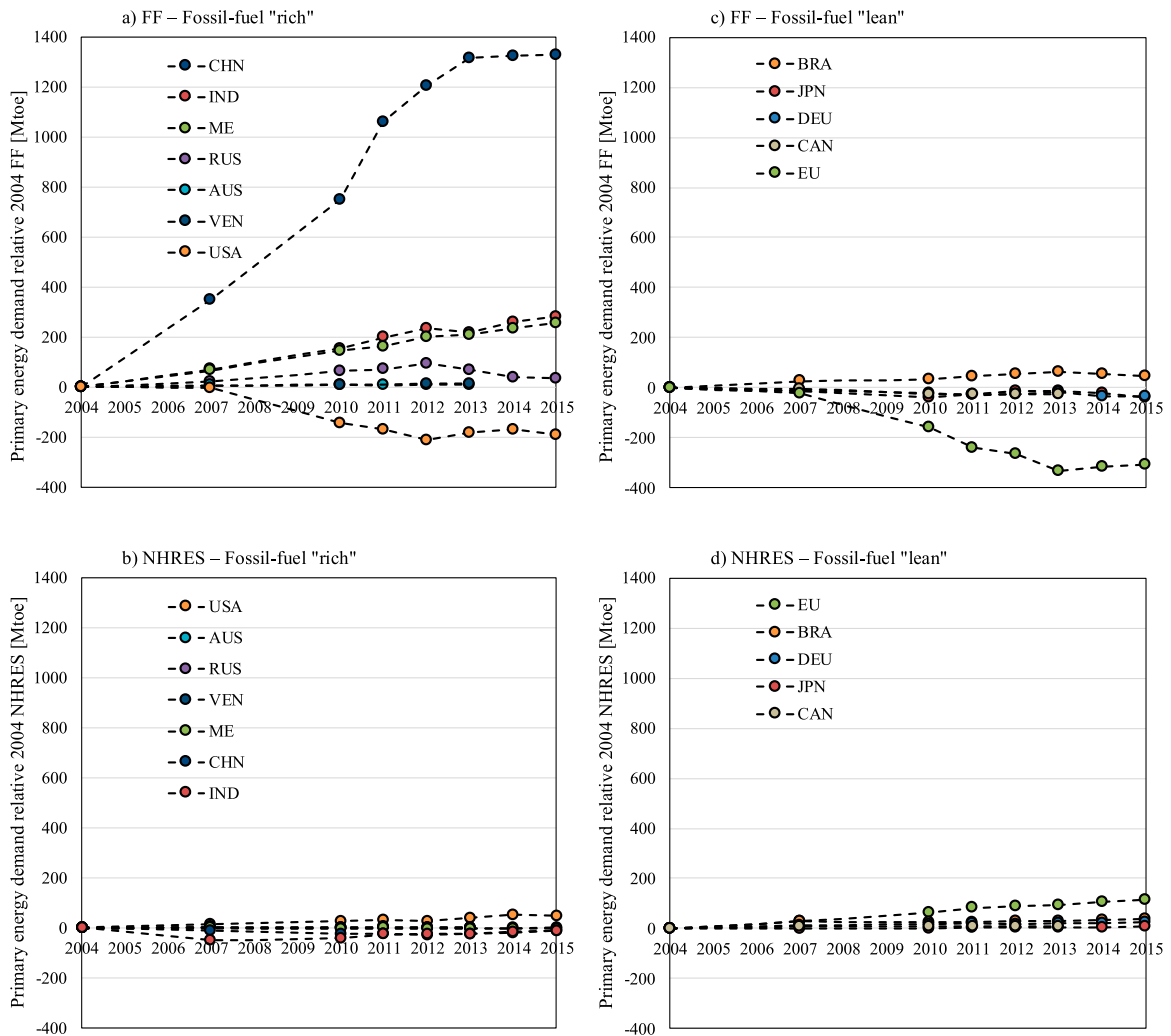 a) FF – Fossil-fuel "rich"
Primary energy demand relative 2004 FF [Mtoe]
1400
1200
1000
800
600
400
200
0
-200
-400
CHN
IND
ME
RUS
AUS
VEN
USA
2004 2005 2006 2007 2008 2009 2010 2011 2012 2013 2014 2015
c) FF – Fossil-fuel "lean"
Primary energy demand relative 2004 FF [Mtoe]
1400
1200
1000
800
600
400
200
0
-200
-400
BRA
JPN
DEU
CAN
EU
2004 2005 2006 2007 2008 2009 2010 2011 2012 2013 2014 2015
b) NHRES – Fossil-fuel "rich"
Primary energy demand relative 2004 NHRES [Mtoe]
1400
1200
1000
800
600
400
200
0
-200
-400
USA
AUS
RUS
VEN
ME
CHN
IND
2004 2005 2006 2007 2008 2009 2010 2011 2012 2013 2014 2015
d) NHRES – Fossil-fuel "lean"
Primary energy demand relative 2004 NHRES [Mtoe]
1400
1200
1000
800
600
400
200
0
-200
-400
EU
BRA
DEU
JPN
CAN
2004 2005 2006 2007 2008 2009 2010 2011 2012 2013 2014 2015